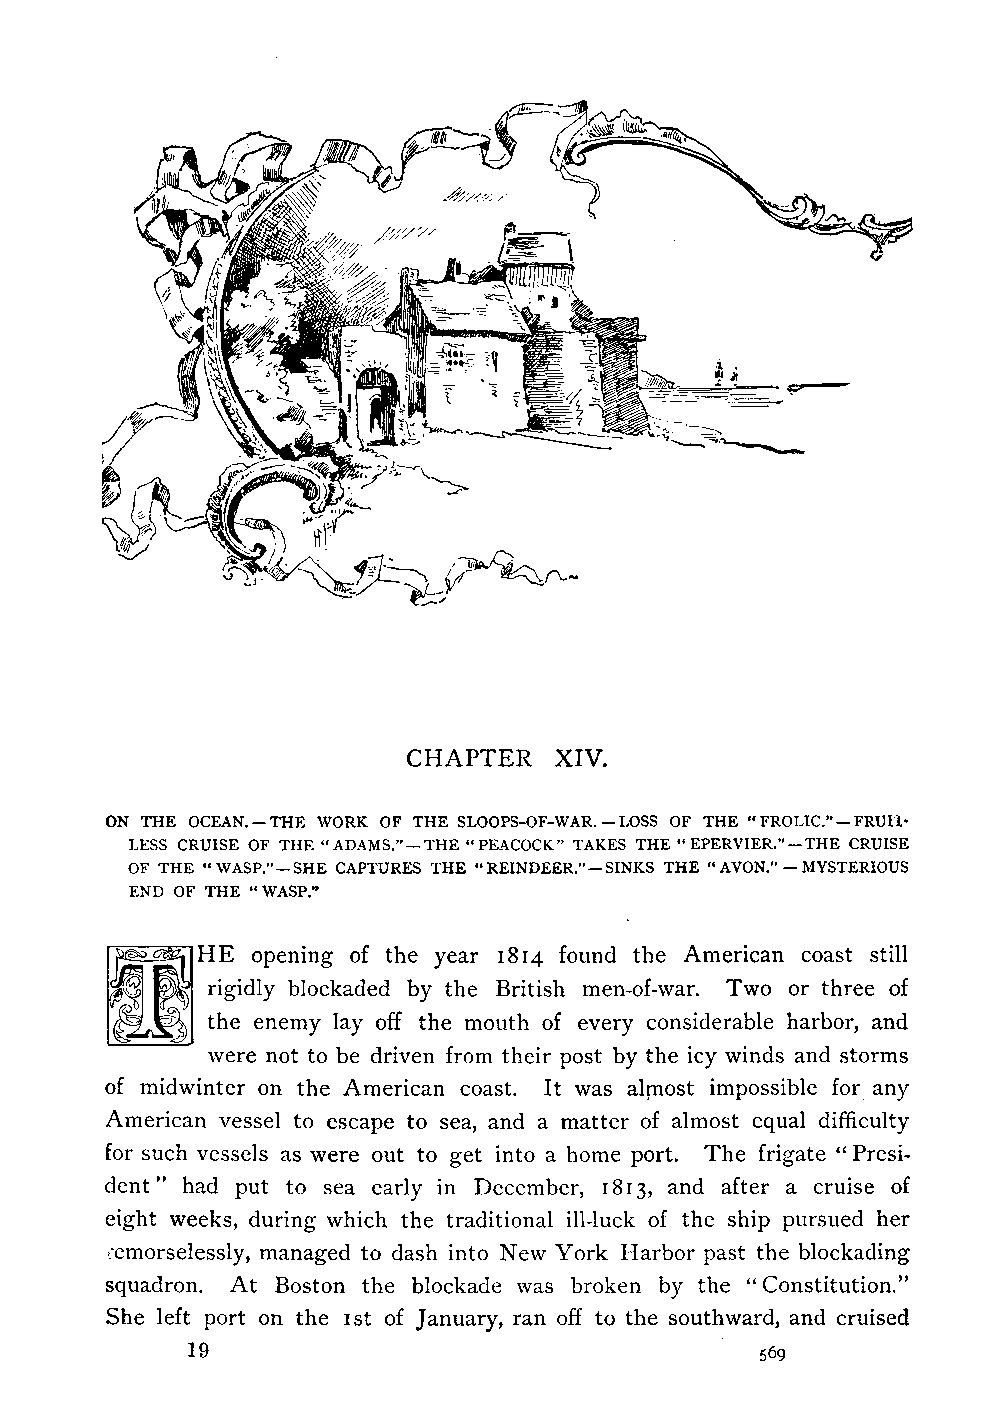 CHAPTER XIV.
ON THE OCEAN.—THE WORK OF THE SLOOPS-OF-WAR.—LOSS OF THE "FROLIC."—FRUIT-
LESS CRUISE OF THE "ADAMS."—THE "PEACOCK" TAKES THE "EPERVIER."—THE CRUISE
OF THE "WASP."—SHE CAPTURES THE "REINDEER."—SINKS THE "AVON."—MYSTERIOUS
END OF THE "WASP."
THE opening of the year 1814 found the American coast still
rigidly blockaded by the British men-of-war. Two or three of
the enemy lay off the mouth of every considerable harbor, and
were not to be driven from their post by the icy winds and storms
of midwinter on the American coast. It was almost impossible for any
American vessel to escape to sea, and a matter of almost equal difficulty
for such vessels as were out to get into a home port. The frigate "Presi-
dent" had put to sea early in December, 1813, and after a cruise of
eight weeks, during which the traditional ill-luck of the ship pursued her
remorselessly, managed to dash into New York Harbor past the blockading
squadron. At Boston the blockade was broken by the "Constitution."
She left port on the 1st of January, ran off to the southward, and cruised
19 569